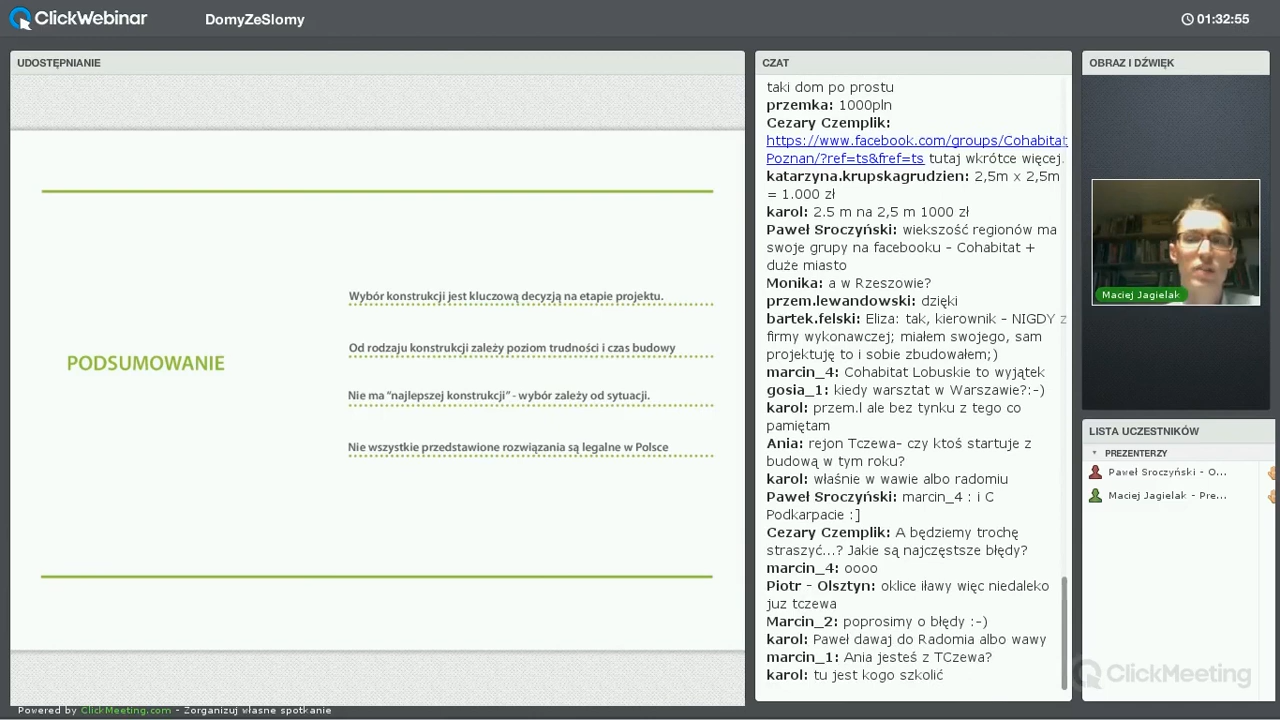 ClickWebinar
DomyZeSlomy
01:32:55
UDOSTĘPNIANIE
PODSUMOWANIE
Wybór konstrukcji jest kluczową decyzją na etapie projektu.
Od rodzaju konstrukcji zależy poziom trudności i czas budowy
Nie ma "najlepszej konstrukcji" - wybór zależy od sytuacji.
Nie wszystkie przedstawione rozwiązania są legalne w Polsce
CZAT
taki dom po prostu
przemka: 1000pln
Cezary Czemplik:
https://www.facebook.com/groups/Cohabitat
Poznan/?ref=ts&fref=ts tutaj wkrótce więcej.
katarzyna.krupskagrudzien: 2,5m x 2,5m
= 1.000 zł
karol: 2.5 m na 2,5 m 1000 zł
Paweł Sroczyński: wiekszość regionów ma
swoje grupy na facebooku - Cohabitat +
duże miasto
Monika: a w Rzeszowie?
przem.lewandowski: dzięki
bartek.felski: Eliza: tak, kierownik - NIGDY z
firmy wykonawczej; miałem swojego, sam
projektuję to i sobie zbudowałem;)
marcin_4: Cohabitat Lobuskie to wyjątek
gosia_1: kiedy warsztat w Warszawie?:-)
karol: przem.l ale bez tynku z tego co
pamiętam
Ania: rejon Tczewa- czy ktoś startuje z
budową w tym roku?
karol: właśnie w wawie albo radomiu
Paweł Sroczyński: marcin_4 : i C
Podkarpacie :]
Cezary Czemplik: A będziemy trochę
straszyć...? Jakie są najczęstsze błędy?
marcin_4: oooo
Piotr - Olsztyn: oklice iławy więc niedaleko
juz tczewa
Marcin_2: poprosimy o błędy :-)
karol: Paweł dawaj do Radomia albo wawy
marcin_1: Ania jesteś z TCzewa?
karol: tu jest kogo szkolić
OBRAZ I DŹWIĘK
Maciej Jagielak
LISTA UCZESTNIKÓW
PREZENTERZY
Paweł Sroczyński - O...
Maciej Jagielak - Pre...
ClickMeeting
Powered by ClickMeeting.com - Zorganizuj własne spotkanie